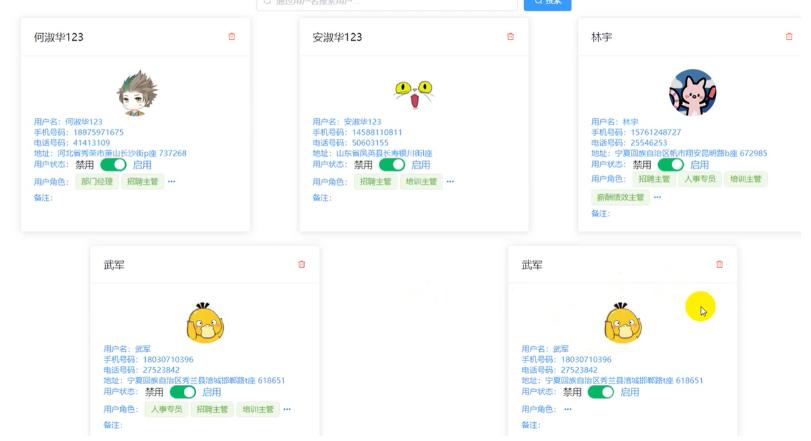 通过用户名搜索用户...
搜索
何淑华123
用户名：何淑华123
手机号码：18875971675
电话号码：41413109
地址：河北省秀荣市萧山长沙街p座 737268
用户状态： 禁用 启用
用户角色： 部门经理 招聘主管 ···
备注：
安淑华123
用户名：安淑华123
手机号码：14588110811
电话号码：50603155
地址：山东省凤英县长寿银川街l座
用户状态： 禁用 启用
用户角色： 招聘主管 培训主管 ···
备注：
林宇
用户名：林宇
手机号码：15761248727
电话号码：25546253
地址：宁夏回族自治区帆市翔安昆明路b座 672985
用户状态： 禁用 启用
用户角色： 招聘主管 人事专员 培训主管
薪酬绩效主管 ···
备注：
武军
用户名：武军
手机号码：18030710396
电话号码：27523842
地址：宁夏回族自治区秀兰县涪城邯郸路t座 618651
用户状态： 禁用 启用
用户角色： 人事专员 招聘主管 培训主管 ···
备注：
武军
用户名：武军
手机号码：18030710396
电话号码：27523842
地址：宁夏回族自治区秀兰县涪城邯郸路t座 618651
用户状态： 禁用 启用
用户角色： ···
备注：